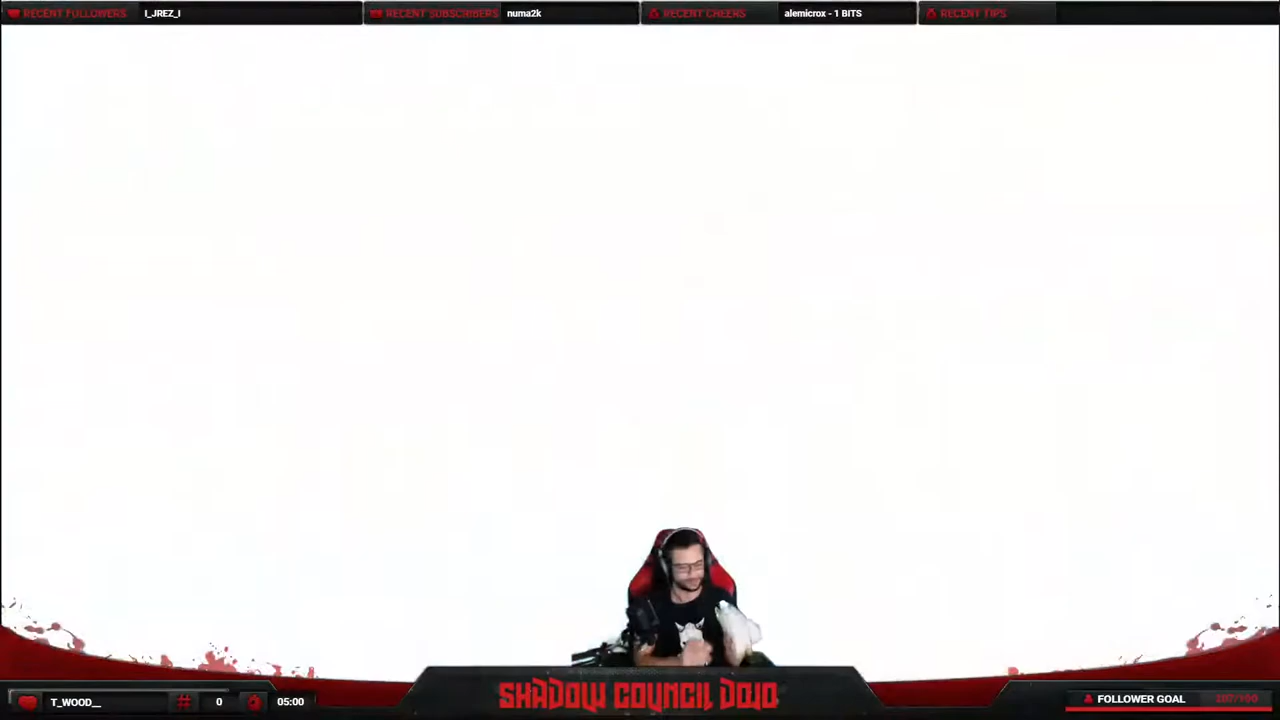 RECENT FOLLOWERS I_JREZ_I RECENT SUBSCRIBERS numa2k RECENT CHEERS alemicrox - 1 BITS RECENT TIPS
SHADOW COUNCIL DOJO
T_WOOD__ # 0 05:00
FOLLOWER GOAL